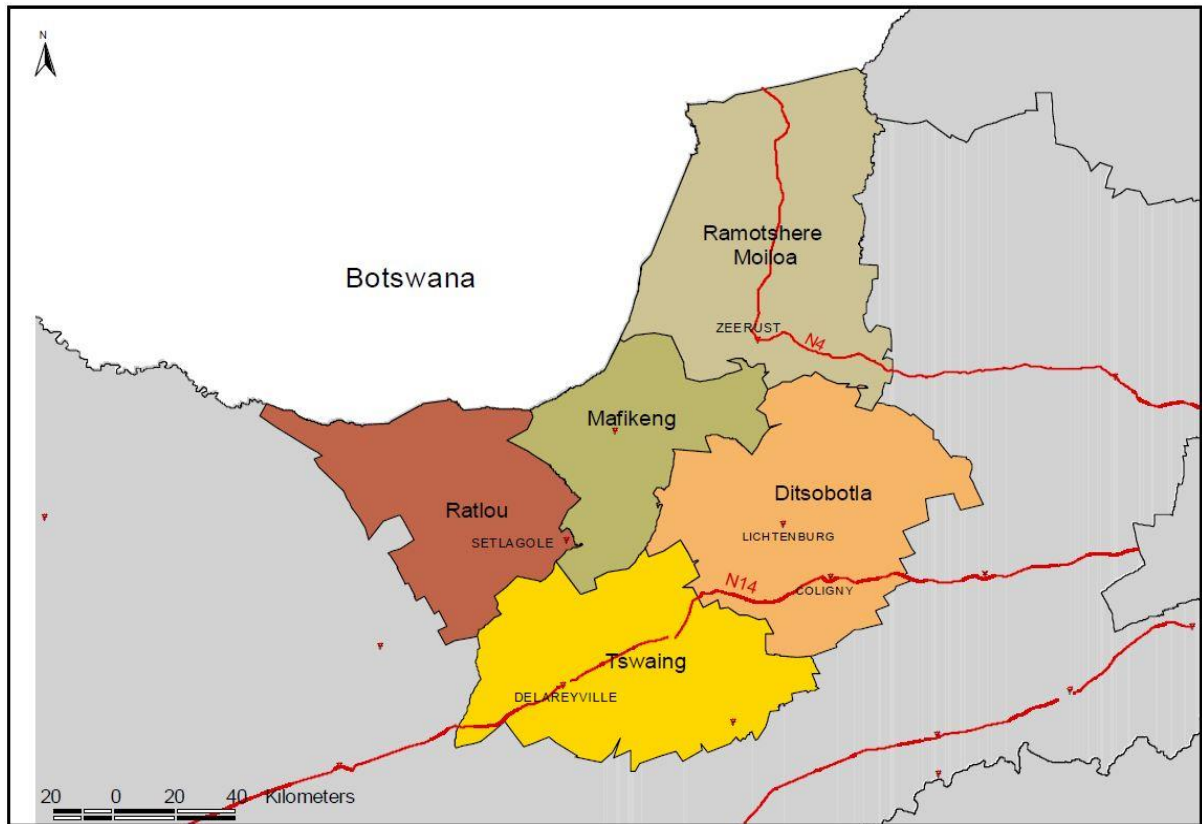 N
Botswana
Ramotshere
Moiloa
ZEERUST
N4
Mafikeng
Ratlou
SETLAGOLE
Ditsobotla
LICHTENBURG
N14
COLIGNY
Tswaing
DELAREYVILLE
20 0 20 40 Kilometers